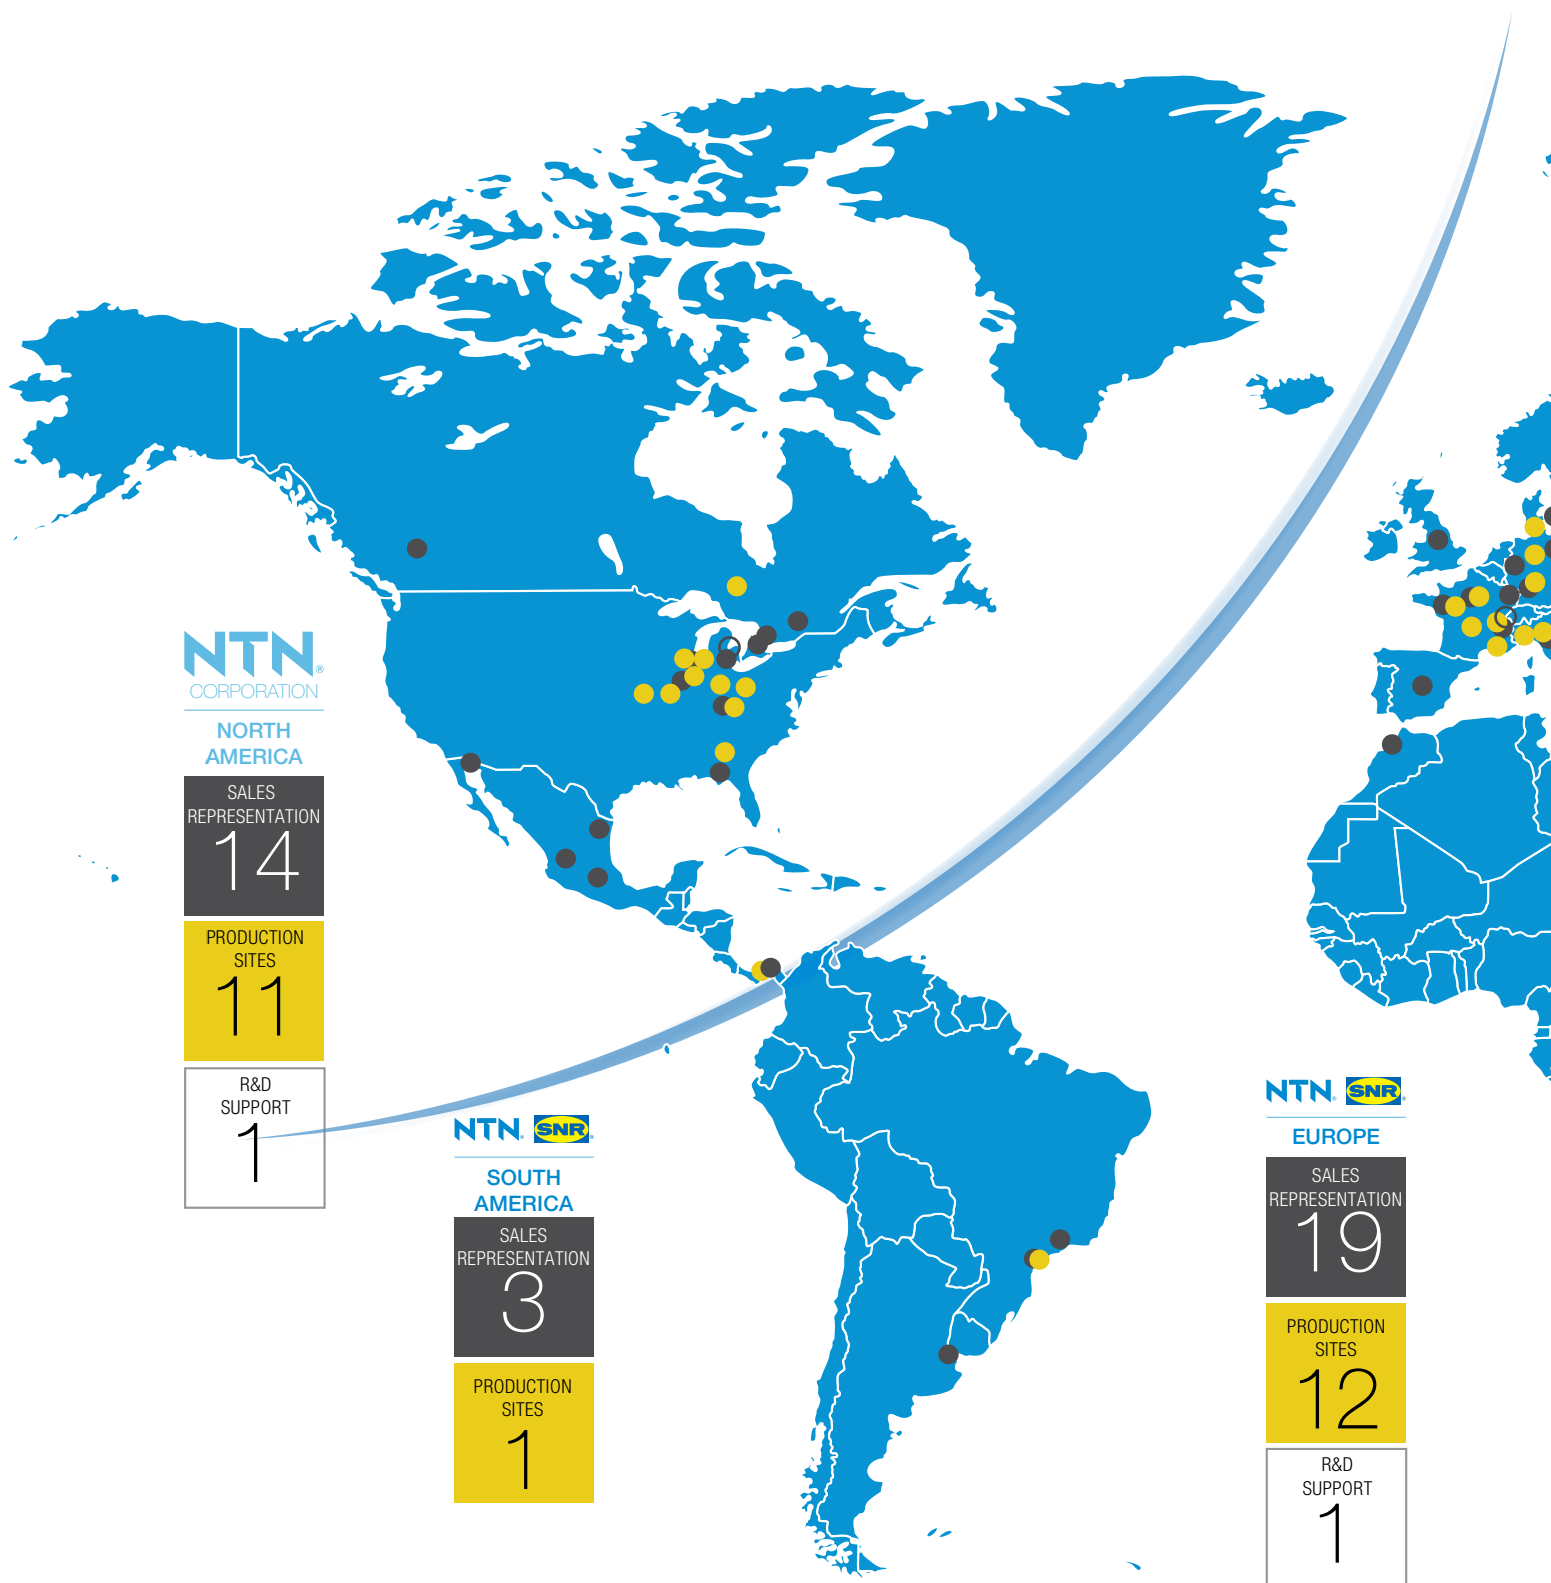 NTN®
CORPORATION
NORTH
AMERICA
SALES
REPRESENTATION
14
PRODUCTION
SITES
11
R&D
SUPPORT
1
NTN® SNR®
SOUTH
AMERICA
SALES
REPRESENTATION
3
PRODUCTION
SITES
1
NTN® SNR®
EUROPE
SALES
REPRESENTATION
19
PRODUCTION
SITES
12
R&D
SUPPORT
1